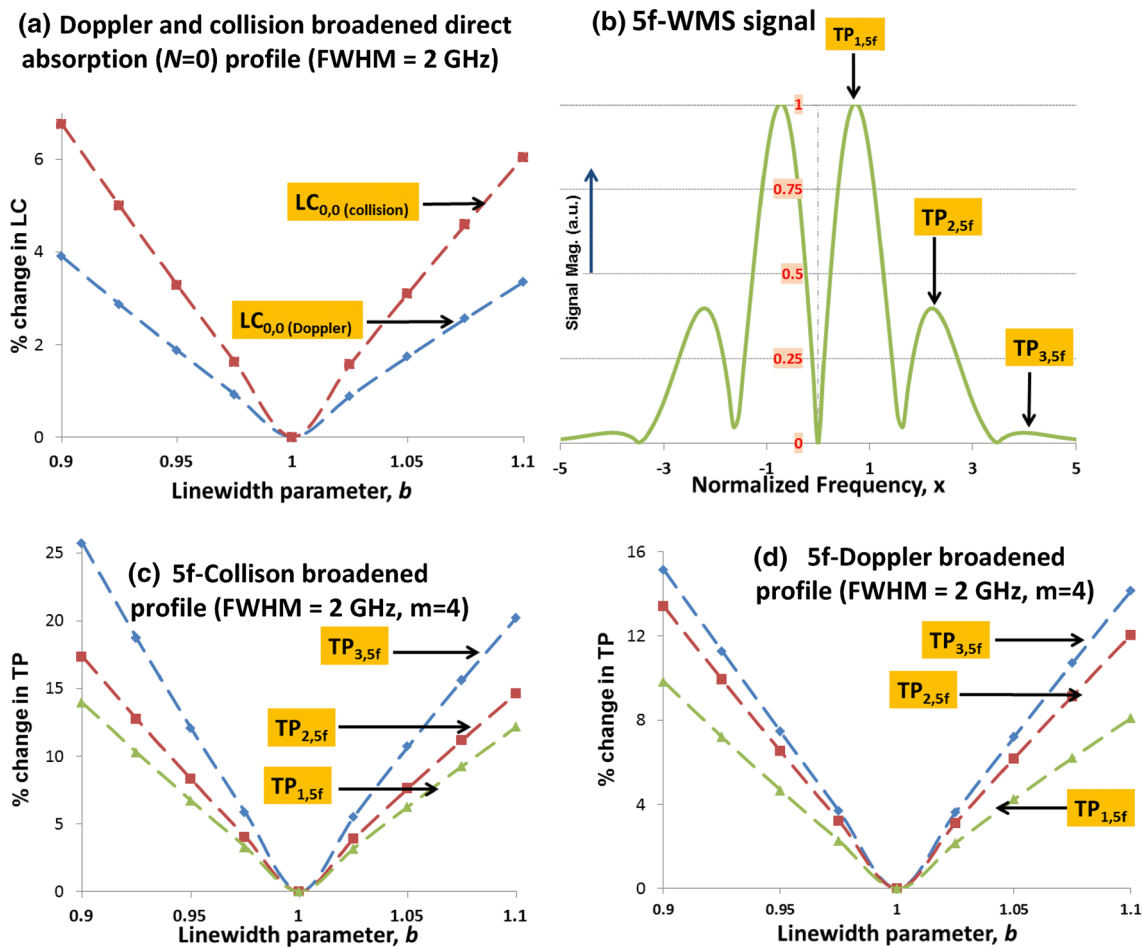 (a) Doppler and collision broadened direct
absorption (N=0) profile (FWHM = 2 GHz)
% change in LC
6
4
2
0
LC0,0 (collision)
LC0,0 (Doppler)
0.9 0.95 1 1.05 1.1
Linewidth parameter, b
(b) 5f-WMS signal
TP1,5f
Signal Mag. (a.u.)
1
0.75
TP2,5f
0.5
0.25
TP3,5f
0
-5 -3 -1 1 3 5
Normalized Frequency, x
(c) 5f-Collison broadened
profile (FWHM = 2 GHz, m=4)
% change in TP
25
20
15
10
5
0
TP3,5f
TP2,5f
TP1,5f
0.9 0.95 1 1.05 1.1
Linewidth parameter, b
(d) 5f-Doppler broadened
profile (FWHM = 2 GHz, m=4)
% change in TP
16
12
8
4
0
TP3,5f
TP2,5f
TP1,5f
0.9 0.95 1 1.05 1.1
Linewidth parameter, b